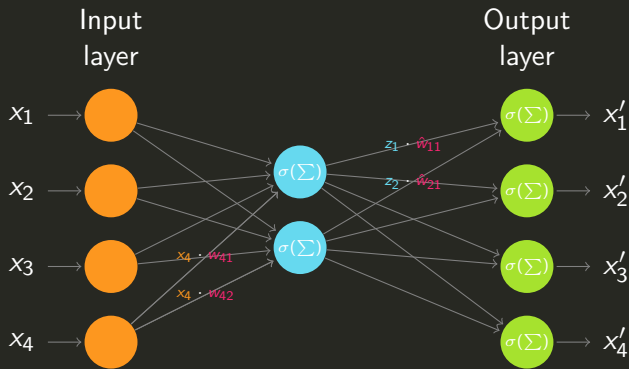 Input
layer
Output
layer
x₁
σ(∑)
x′₁
z₁ · ŵ₁₁
σ(∑)
x₂
z₂ · ŵ₂₁
σ(∑)
x′₂
σ(∑)
x₄ · w₄₁
x₃
σ(∑)
x′₃
x₄ · w₄₂
x₄
σ(∑)
x′₄